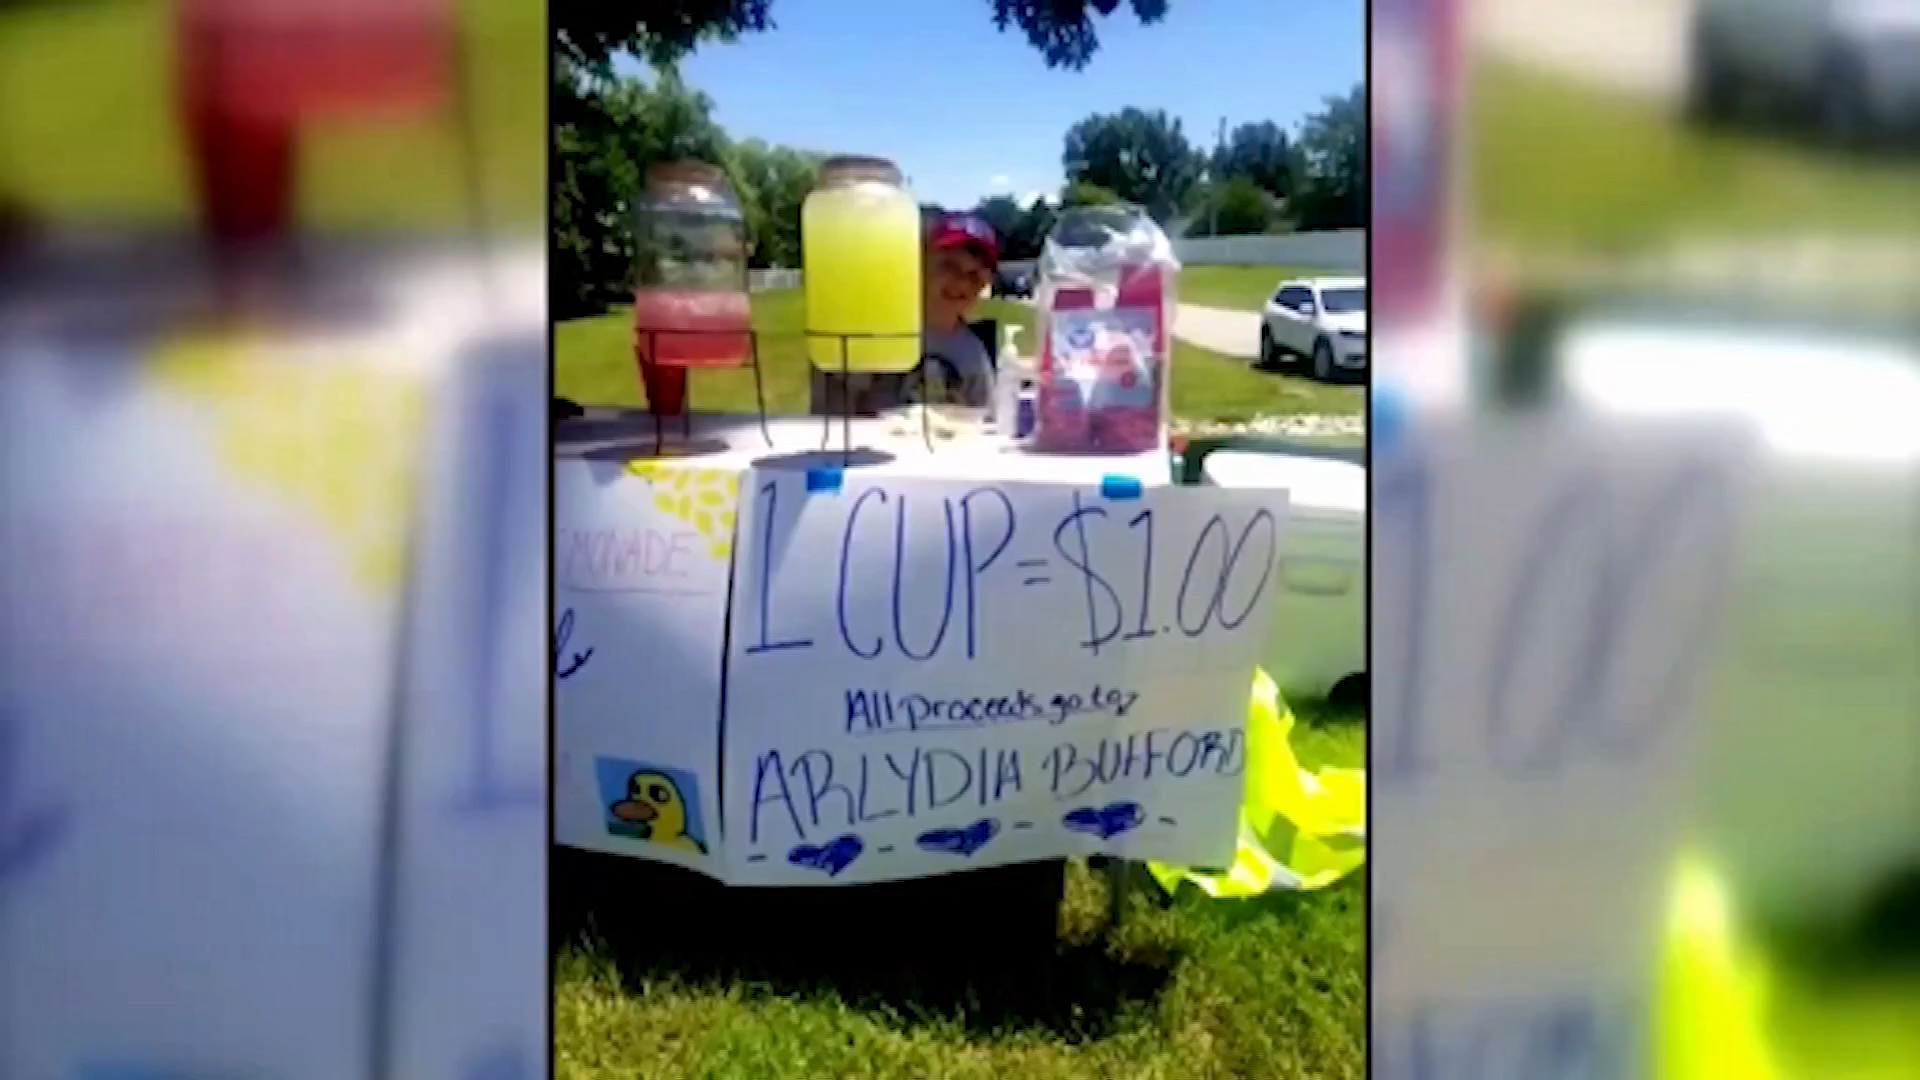 MONADE
1 CUP = $1.00
All proceeds go to
ARLYDIA BUFFORD